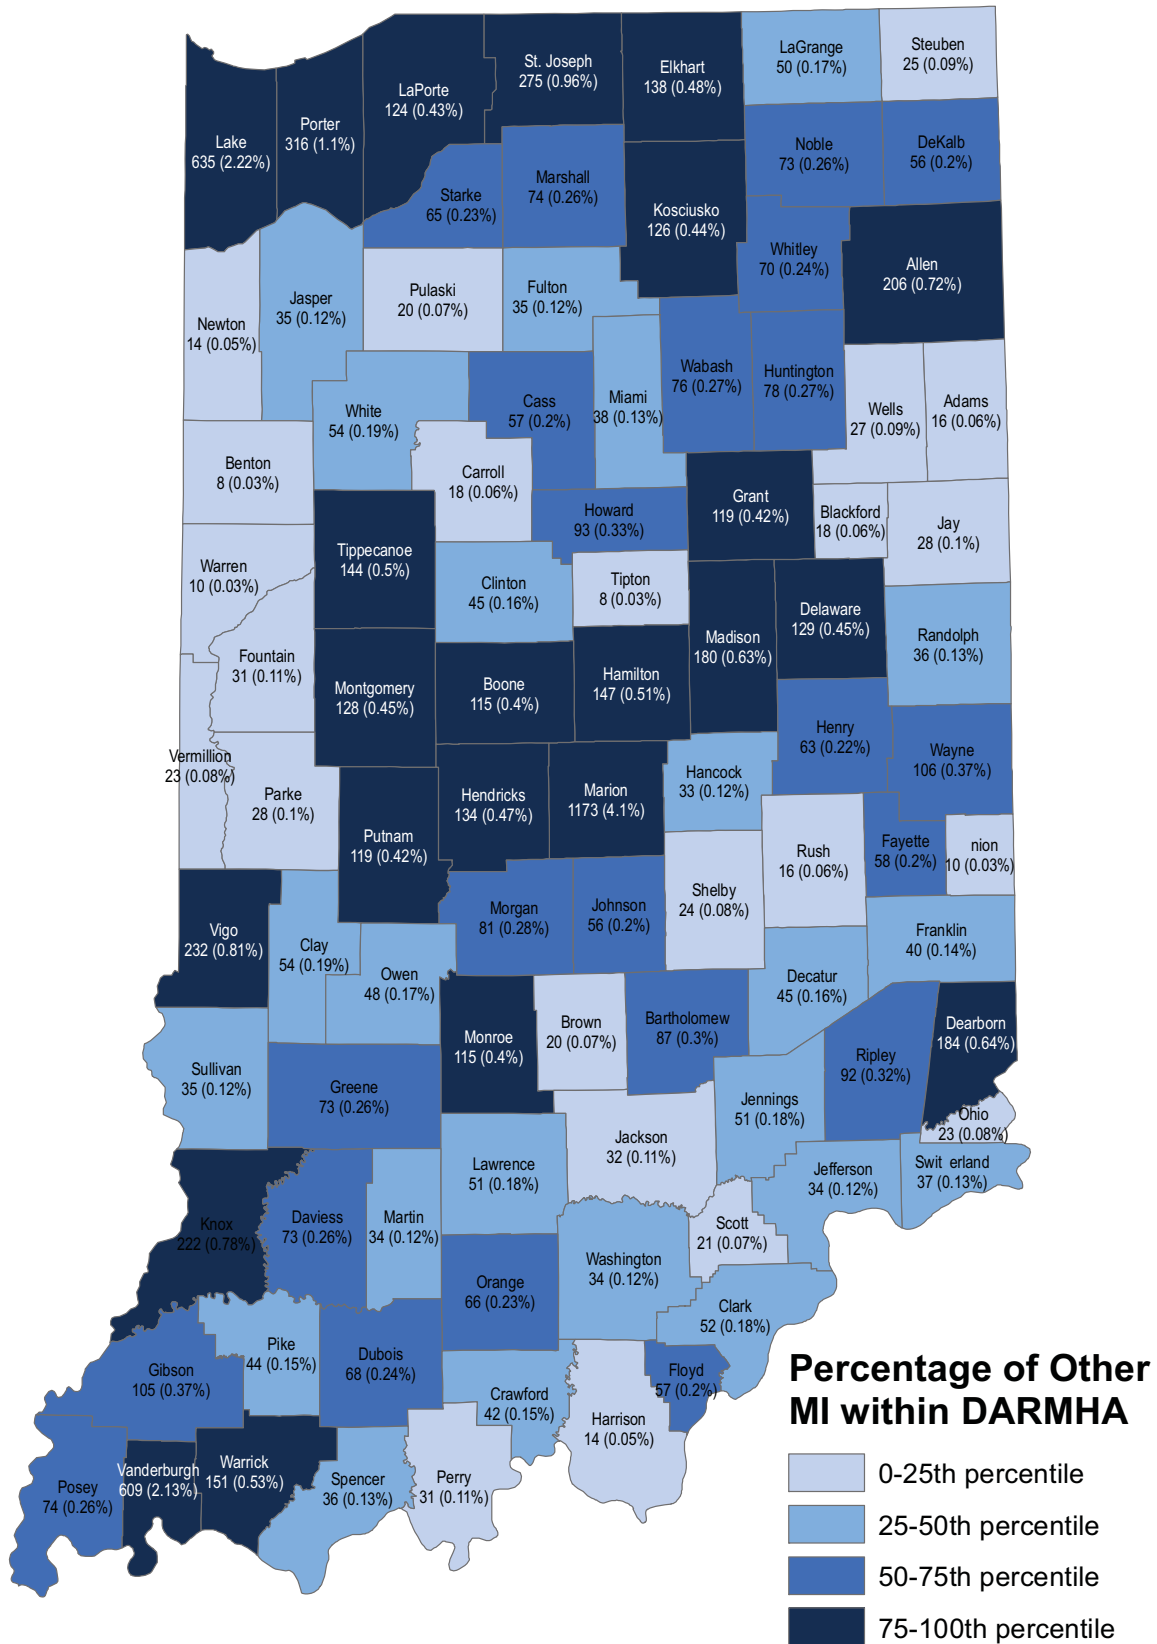 LaGrange
50 (0.17%)
Steuben
25 (0.09%)
St. Joseph
275 (0.96%)
Elkhart
138 (0.48%)
LaPorte
124 (0.43%)
Porter
316 (1.1%)
Lake
635 (2.22%)
Noble
73 (0.26%)
DeKalb
56 (0.2%)
Marshall
74 (0.26%)
Starke
65 (0.23%)
Kosciusko
126 (0.44%)
Whitley
70 (0.24%)
Allen
206 (0.72%)
Pulaski
20 (0.07%)
Fulton
35 (0.12%)
Jasper
35 (0.12%)
Newton
14 (0.05%)
Wabash
76 (0.27%)
Huntington
78 (0.27%)
Cass
57 (0.2%)
Miami
38 (0.13%)
White
54 (0.19%)
Wells
27 (0.09%)
Adams
16 (0.06%)
Benton
8 (0.03%)
Carroll
18 (0.06%)
Grant
119 (0.42%)
Howard
93 (0.33%)
Blackford
18 (0.06%)
Jay
28 (0.1%)
Tippecanoe
144 (0.5%)
Warren
10 (0.03%)
Clinton
45 (0.16%)
Tipton
8 (0.03%)
Delaware
129 (0.45%)
Madison
180 (0.63%)
Randolph
36 (0.13%)
Fountain
31 (0.11%)
Montgomery
128 (0.45%)
Boone
115 (0.4%)
Hamilton
147 (0.51%)
Henry
63 (0.22%)
Wayne
106 (0.37%)
Vermillion
23 (0.08%)
Hancock
33 (0.12%)
Parke
28 (0.1%)
Hendricks
134 (0.47%)
Marion
1173 (4.1%)
Putnam
119 (0.42%)
Rush
16 (0.06%)
Fayette
58 (0.2%)
nion
10 (0.03%)
Shelby
24 (0.08%)
Morgan
81 (0.28%)
Johnson
56 (0.2%)
Vigo
232 (0.81%)
Clay
54 (0.19%)
Franklin
40 (0.14%)
Owen
48 (0.17%)
Decatur
45 (0.16%)
Monroe
115 (0.4%)
Brown
20 (0.07%)
Bartholomew
87 (0.3%)
Dearborn
184 (0.64%)
Ripley
92 (0.32%)
Sullivan
35 (0.12%)
Greene
73 (0.26%)
Jennings
51 (0.18%)
Ohio
23 (0.08%)
Jackson
32 (0.11%)
Lawrence
51 (0.18%)
Jefferson
34 (0.12%)
Swit erland
37 (0.13%)
Knox
222 (0.78%)
Daviess
73 (0.26%)
Martin
34 (0.12%)
Scott
21 (0.07%)
Washington
34 (0.12%)
Orange
66 (0.23%)
Clark
52 (0.18%)
Pike
44 (0.15%)
Dubois
68 (0.24%)
Gibson
105 (0.37%)
Floyd
57 (0.2%)
Crawford
42 (0.15%)
Harrison
14 (0.05%)
Warrick
151 (0.53%)
Vanderburgh
609 (2.13%)
Posey
74 (0.26%)
Spencer
36 (0.13%)
Perry
31 (0.11%)
Percentage of Other
MI within DARMHA
0-25th percentile
25-50th percentile
50-75th percentile
75-100th percentile